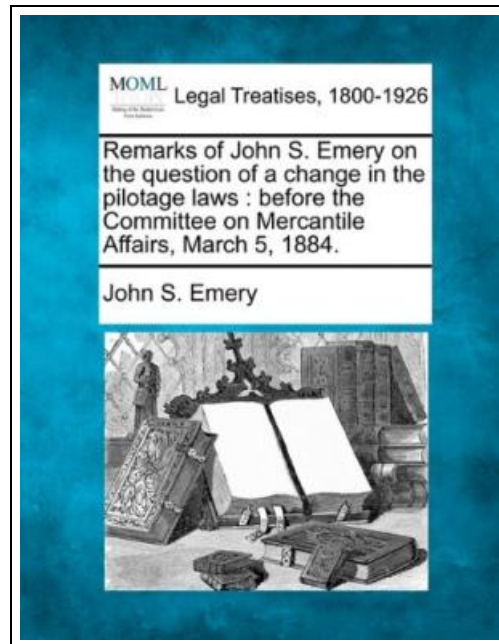 MOML
Legal Treatises, 1800-1926
Remarks of John S. Emery on
the question of a change in the
pilotage laws : before the
Committee on Mercantile
Affairs, March 5, 1884.
John S. Emery